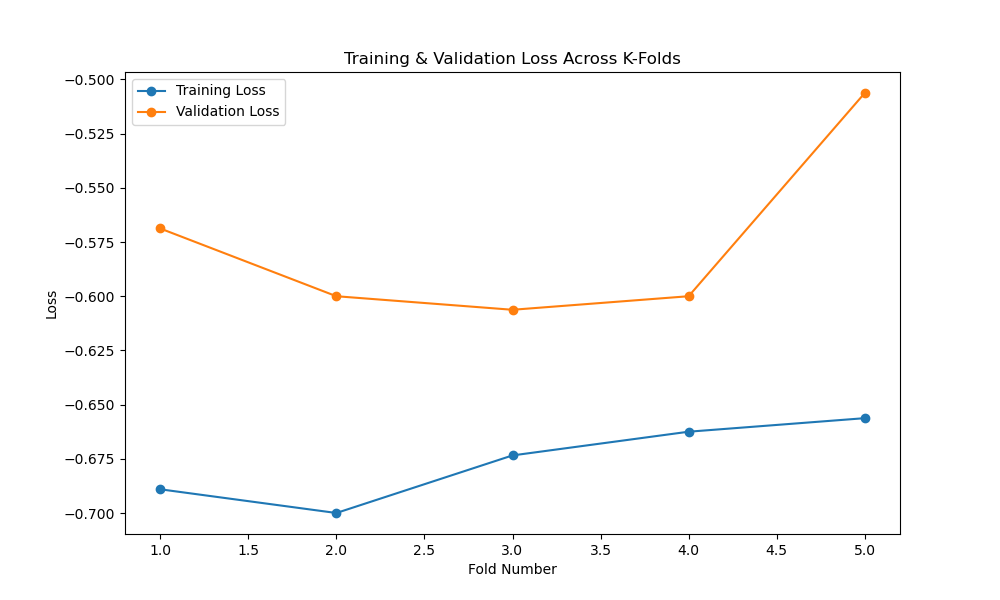 Training & Validation Loss Across K-Folds
Training Loss
Validation Loss
−0.500
−0.525
−0.550
−0.575
−0.600
−0.625
−0.650
−0.675
−0.700
Loss
1.0 1.5 2.0 2.5 3.0 3.5 4.0 4.5 5.0
Fold Number